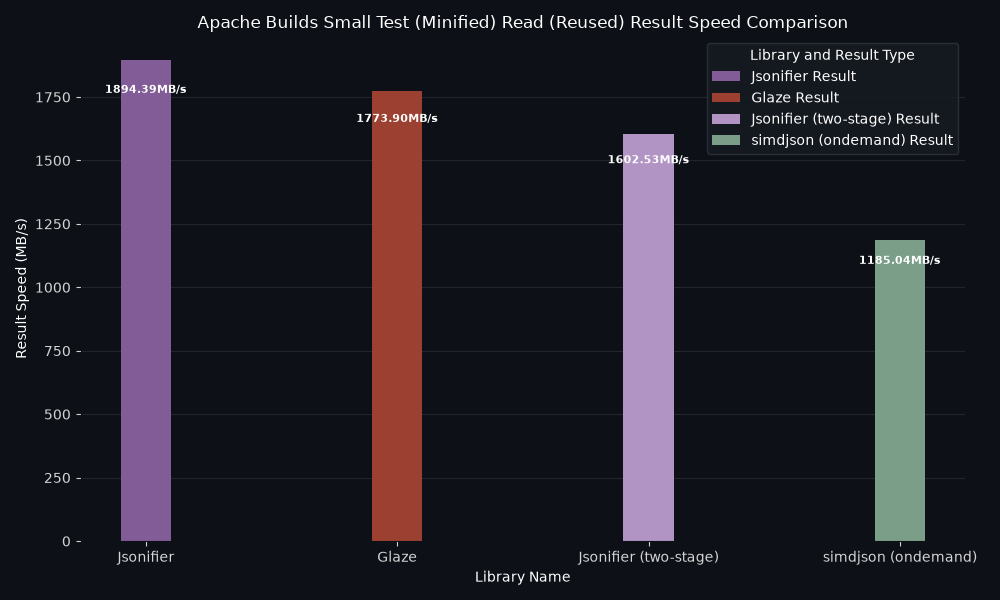 Apache Builds Small Test (Minified) Read (Reused) Result Speed Comparison
Library and Result Type
Jsonifier Result
Glaze Result
Jsonifier (two-stage) Result
simdjson (ondemand) Result
1894.39MB/s
1773.90MB/s
1602.53MB/s
1185.04MB/s
Result Speed (MB/s)
1750
1500
1250
1000
750
500
250
0
Jsonifier
Glaze
Jsonifier (two-stage)
simdjson (ondemand)
Library Name